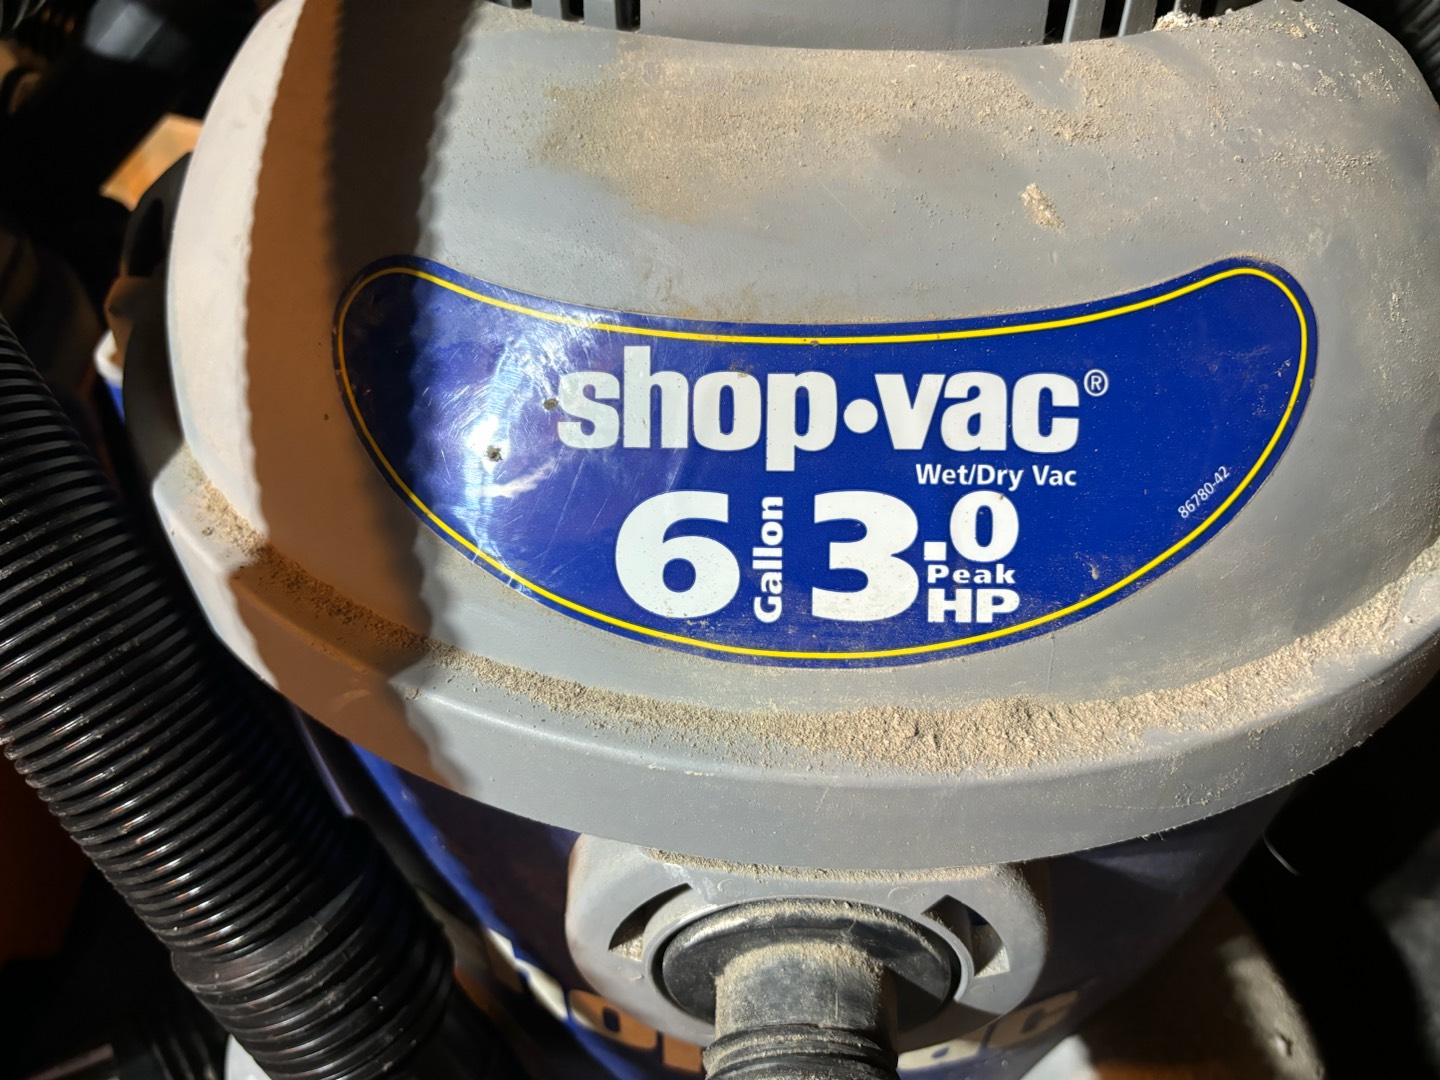 shop·vac®
Wet/Dry Vac
6 Gallon 3.0 Peak HP
86780-42